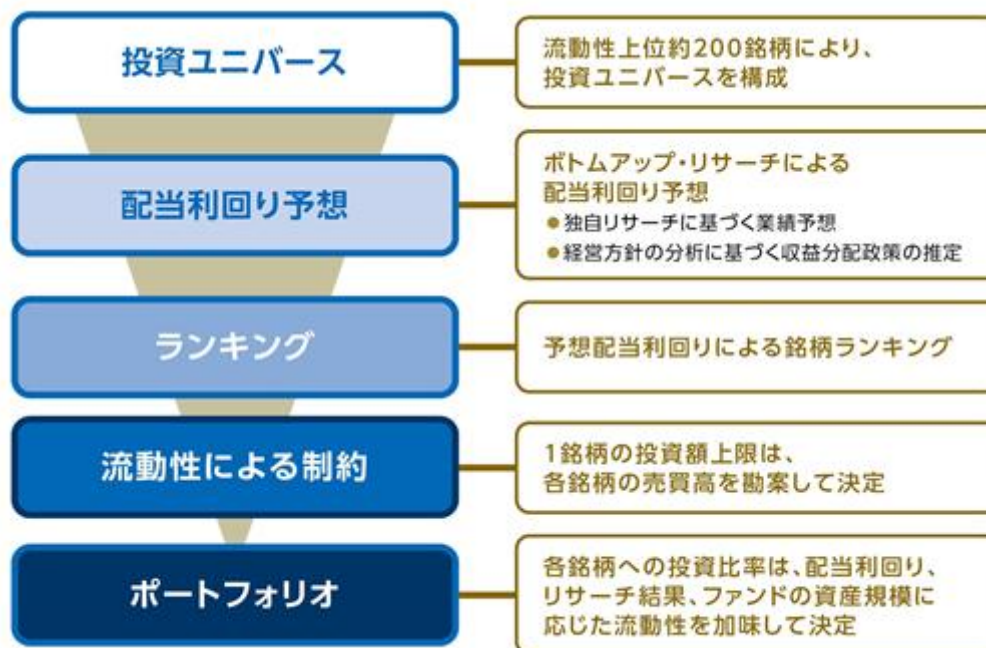 投資ユニバース
流動性上位約200銘柄により、
投資ユニバースを構成
配当利回り予想
ボトムアップ・リサーチによる
配当利回り予想
●独自リサーチに基づく業績予想
●経営方針の分析に基づく収益分配政策の推定
ランキング
予想配当利回りによる銘柄ランキング
流動性による制約
1銘柄の投資額上限は、
各銘柄の売買高を勘案して決定
ポートフォリオ
各銘柄への投資比率は、配当利回り、
リサーチ結果、ファンドの資産規模に
応じた流動性を加味して決定